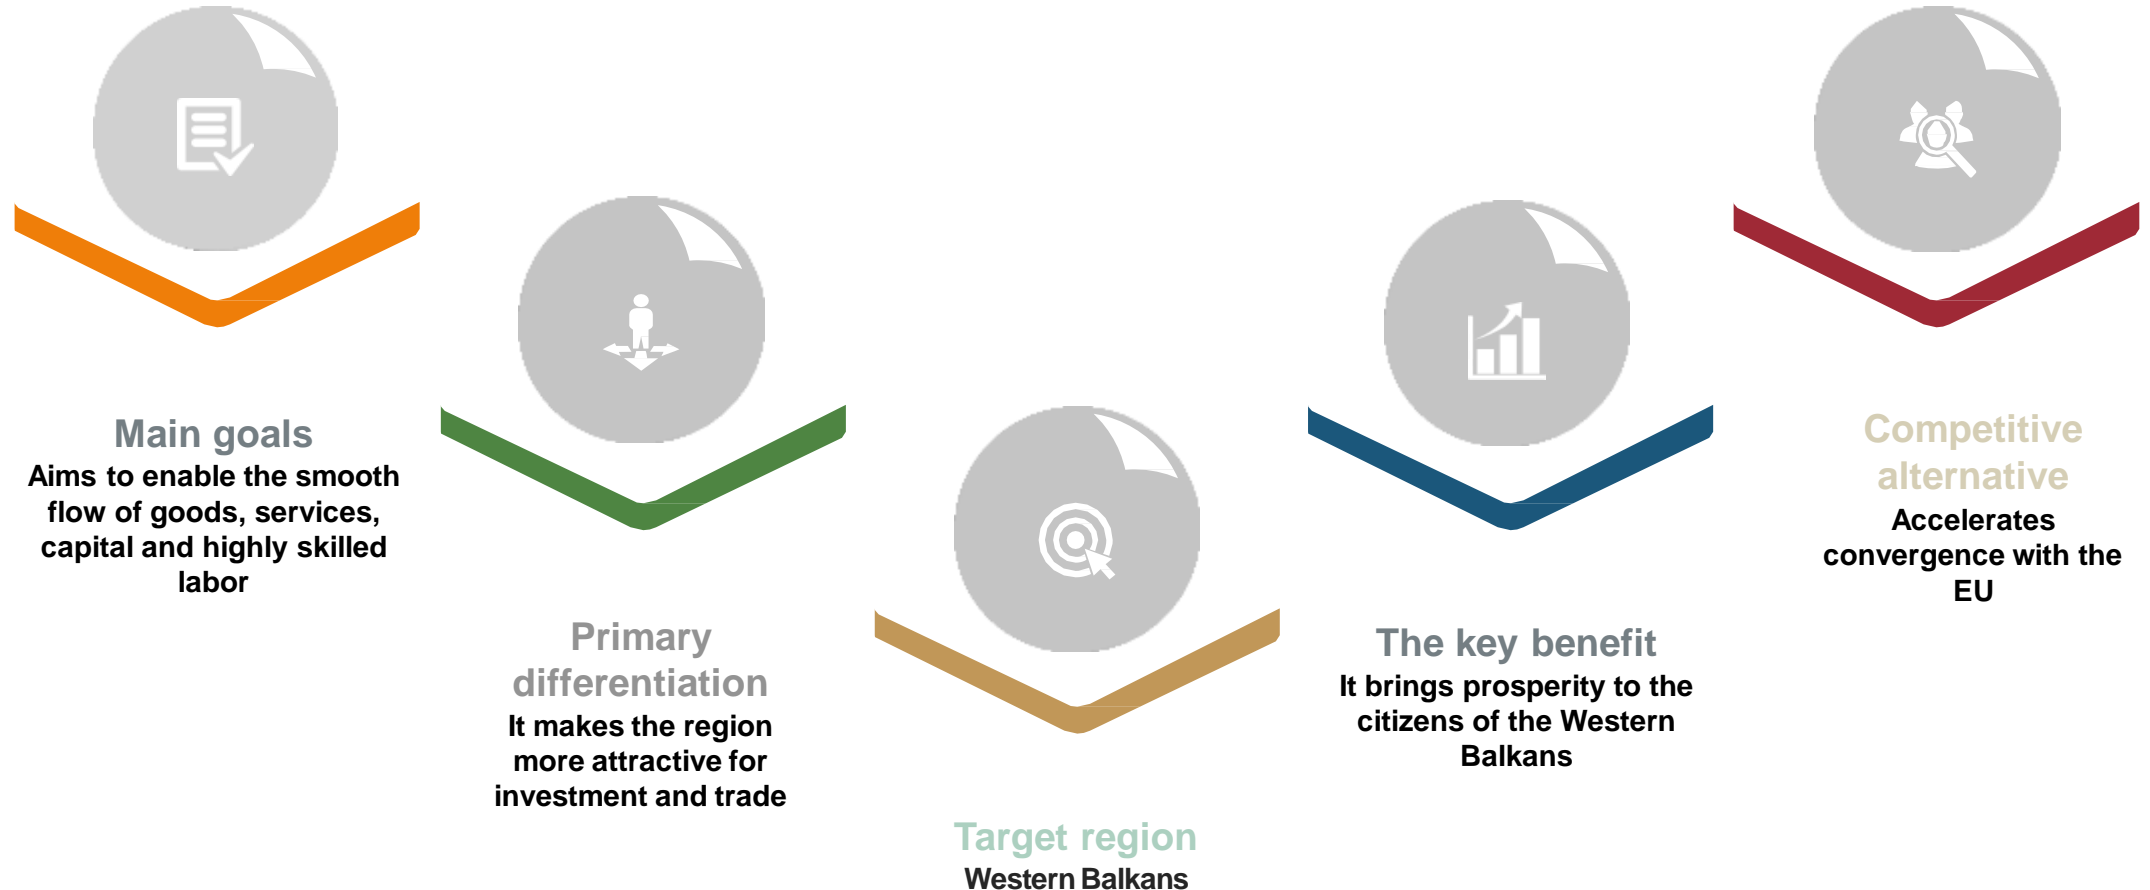 Main goals
Aims to enable the smooth
flow of goods, services,
capital and highly skilled
labor
Primary
differentiation
It makes the region
more attractive for
investment and trade
Target region
Western Balkans
The key benefit
It brings prosperity to the
citizens of the Western
Balkans
Competitive
alternative
Accelerates
convergence with the
EU